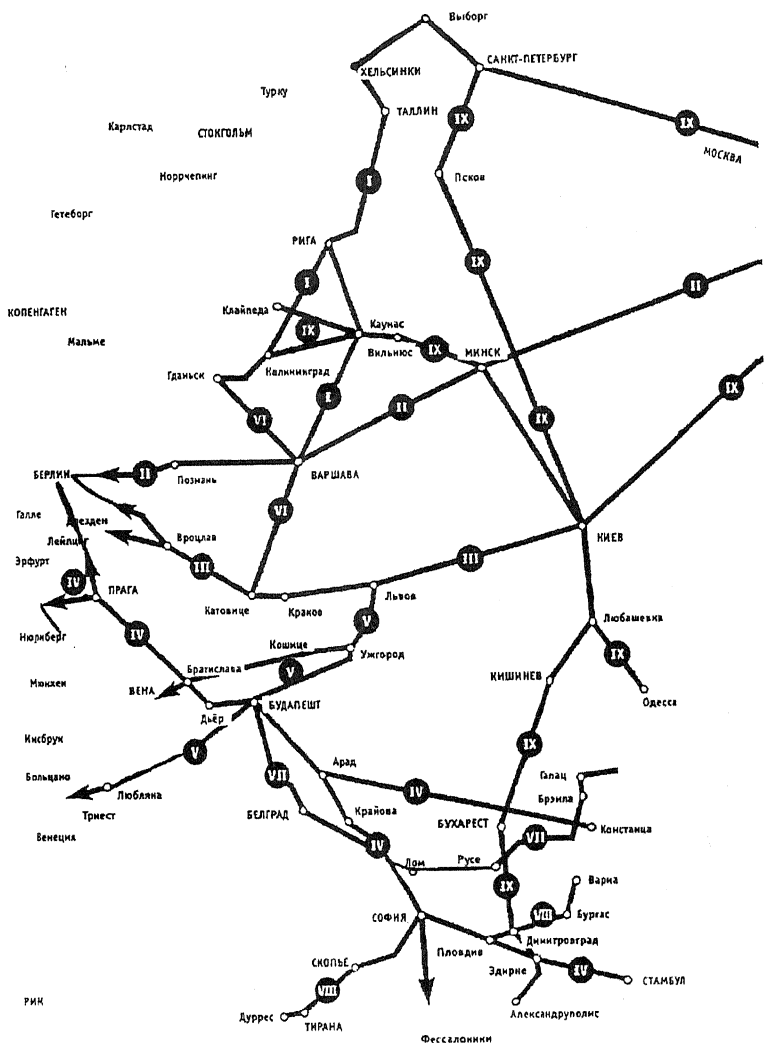 Выборг
САНКТ-ПЕТЕРБУРГ
ХЕЛЬСИНКИ
Турку
ТАЛЛИН
IX
IX
Карлстад
СТОКГОЛЬМ
МОСКВА
Норрчепинг
I
Псков
Гетеборг
РИГА
IX
I
II
КОПЕНГАГЕН
Клайпеда
IX
Каунас
Мальме
Вильнюс
IX
МИНСК
Гданьск
Калининград
I
II
IX
IX
VI
БЕРЛИН
II
Познань
ВАРШАВА
VI
Галле
Дрезден
Лейпциг
Вроцлав
КИЕВ
Эрфурт
III
III
IV
ПРАГА
Катовице
Краков
Львов
Нюрнберг
IV
V
Любашевка
Кошице
Ужгород
IX
Братислава
V
КИШИНЕВ
Мюнхен
ВЕНА
БУДАПЕШТ
Одесса
Дьёр
Инсбрук
V
IX
Больцано
Любляна
VII
Арад
IV
Галац
Триест
БЕЛГРАД
Крайова
Брэила
Венеция
БУХАРЕСТ
Констанца
IV
VII
Лом
Русе
IX
Варна
СОФИЯ
VIII
Бургас
Пловдив
Димитровград
СКОПЬЕ
Эдирне
IV
СТАМБУЛ
РИМ
VIII
Дуррес
ТИРАНА
Александруполис
Фессалоники